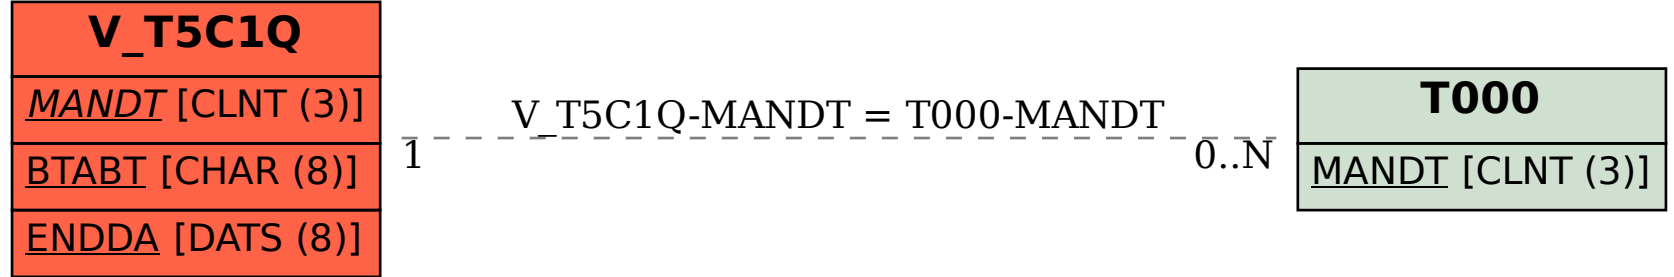 V_T5C1Q
MANDT [CLNT (3)]
BTABT [CHAR (8)]
ENDDA [DATS (8)]
V_T5C1Q-MANDT = T000-MANDT
1
0..N
T000
MANDT [CLNT (3)]